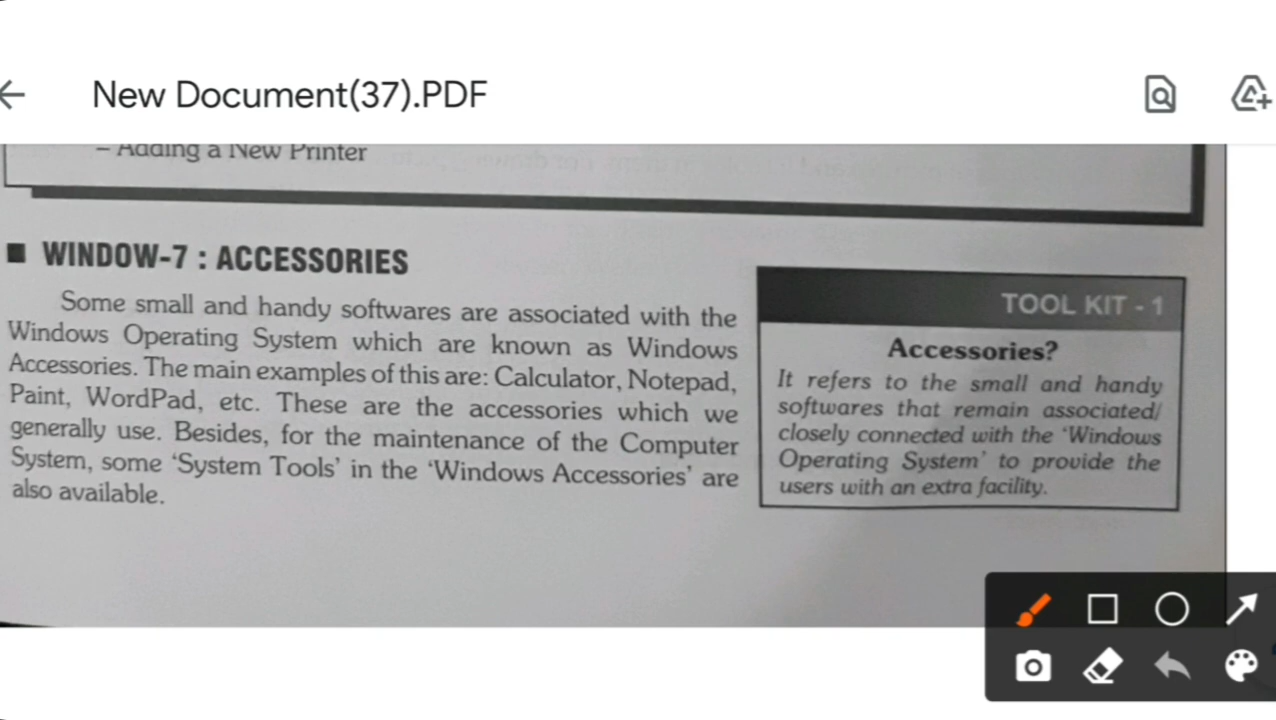 New Document(37).PDF
– Adding a New Printer
■ WINDOW-7 : ACCESSORIES
Some small and handy softwares are associated with the
Windows Operating System which are known as Windows
Accessories. The main examples of this are: Calculator, Notepad,
Paint, WordPad, etc. These are the accessories which we
generally use. Besides, for the maintenance of the Computer
System, some ‘System Tools’ in the ‘Windows Accessories’ are
also available.
TOOL KIT - 1
Accessories?
It refers to the small and handy
softwares that remain associated/
closely connected with the ‘Windows
Operating System’ to provide the
users with an extra facility.